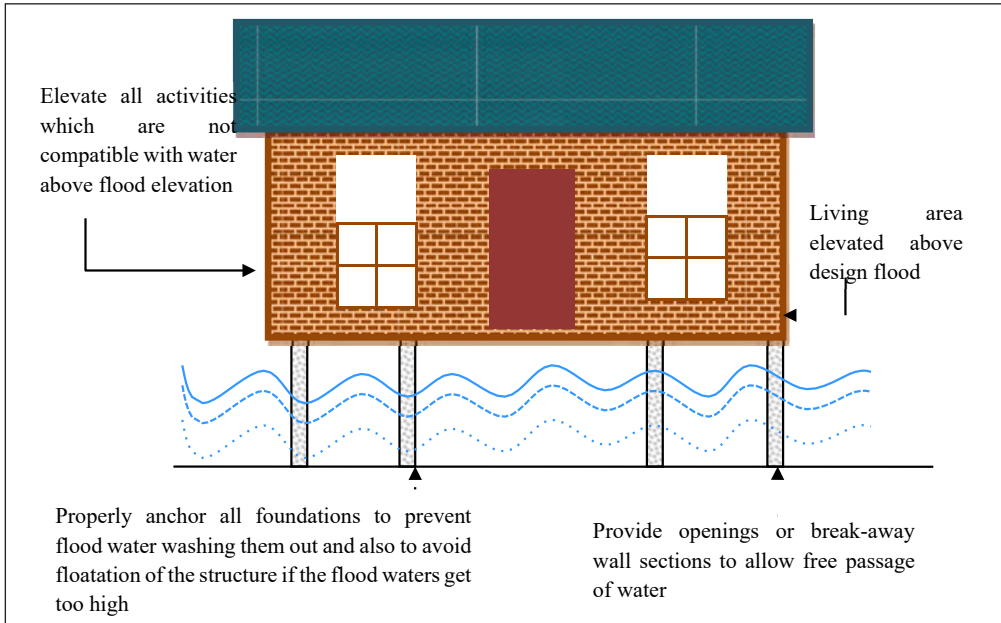 Elevate all activities
which are not
compatible with water
above flood elevation
Living area
elevated above
design flood
Properly anchor all foundations to prevent
flood water washing them out and also to avoid
floatation of the structure if the flood waters get
too high
Provide openings or break-away
wall sections to allow free passage
of water